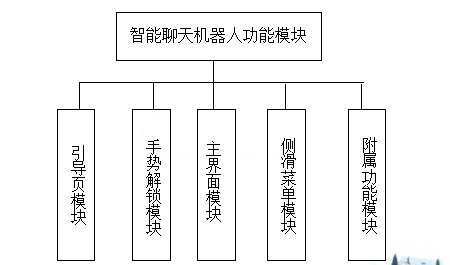 智能聊天机器人功能模块
引导页模块
手势解锁模块
主界面模块
侧滑菜单模块
附属功能模块